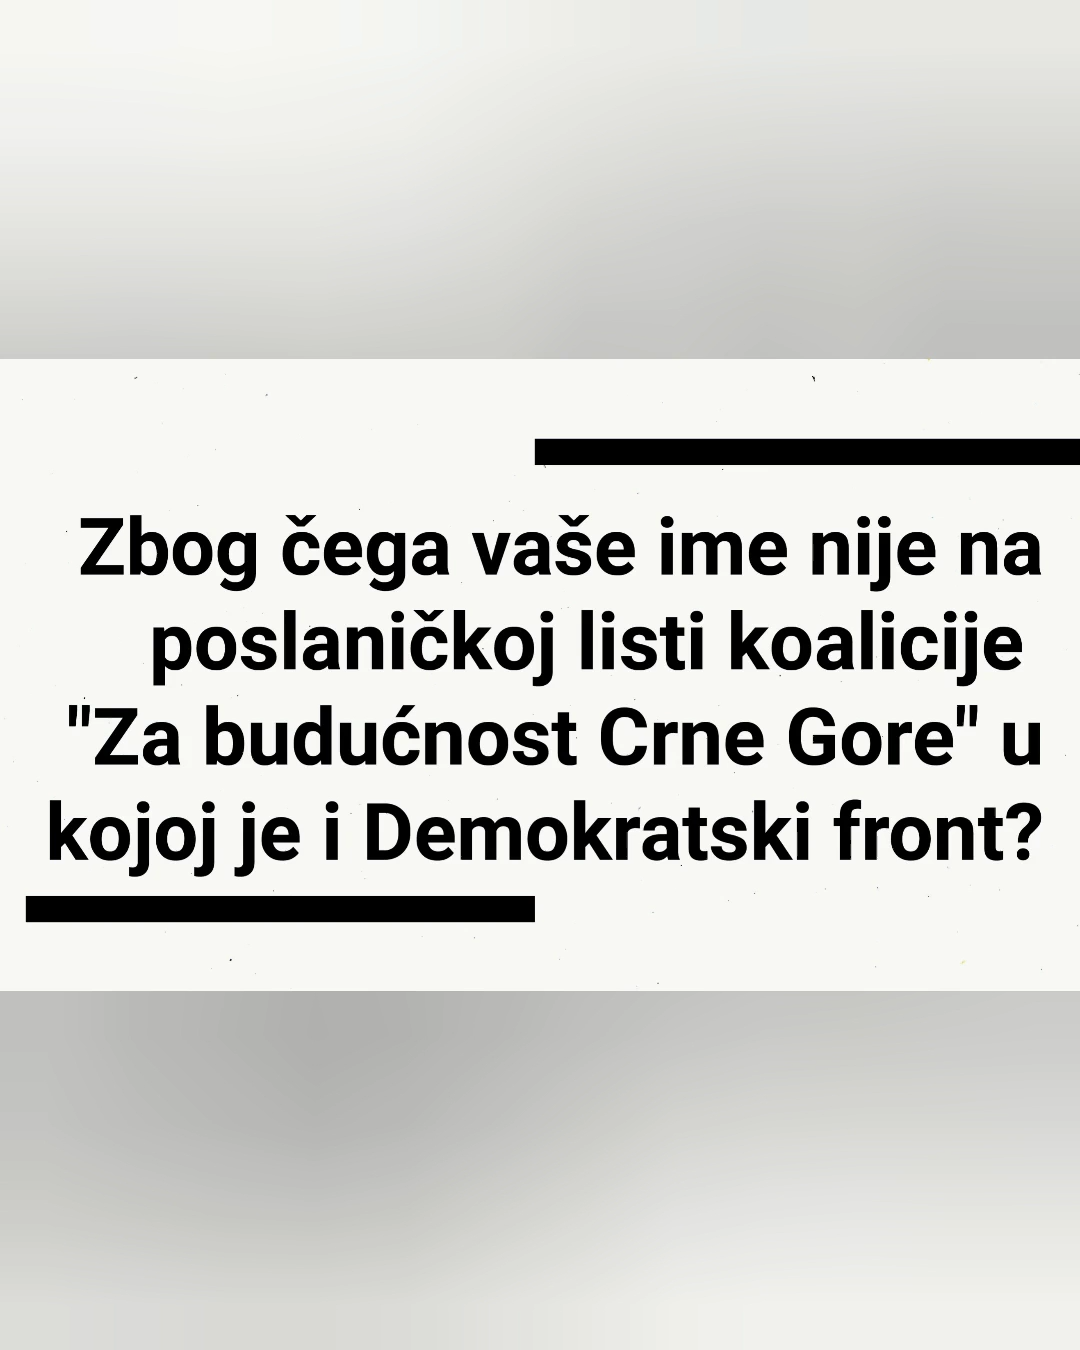 Zbog čega vaše ime nije na
poslaničkoj listi koalicije
"Za budućnost Crne Gore" u
kojoj je i Demokratski front?